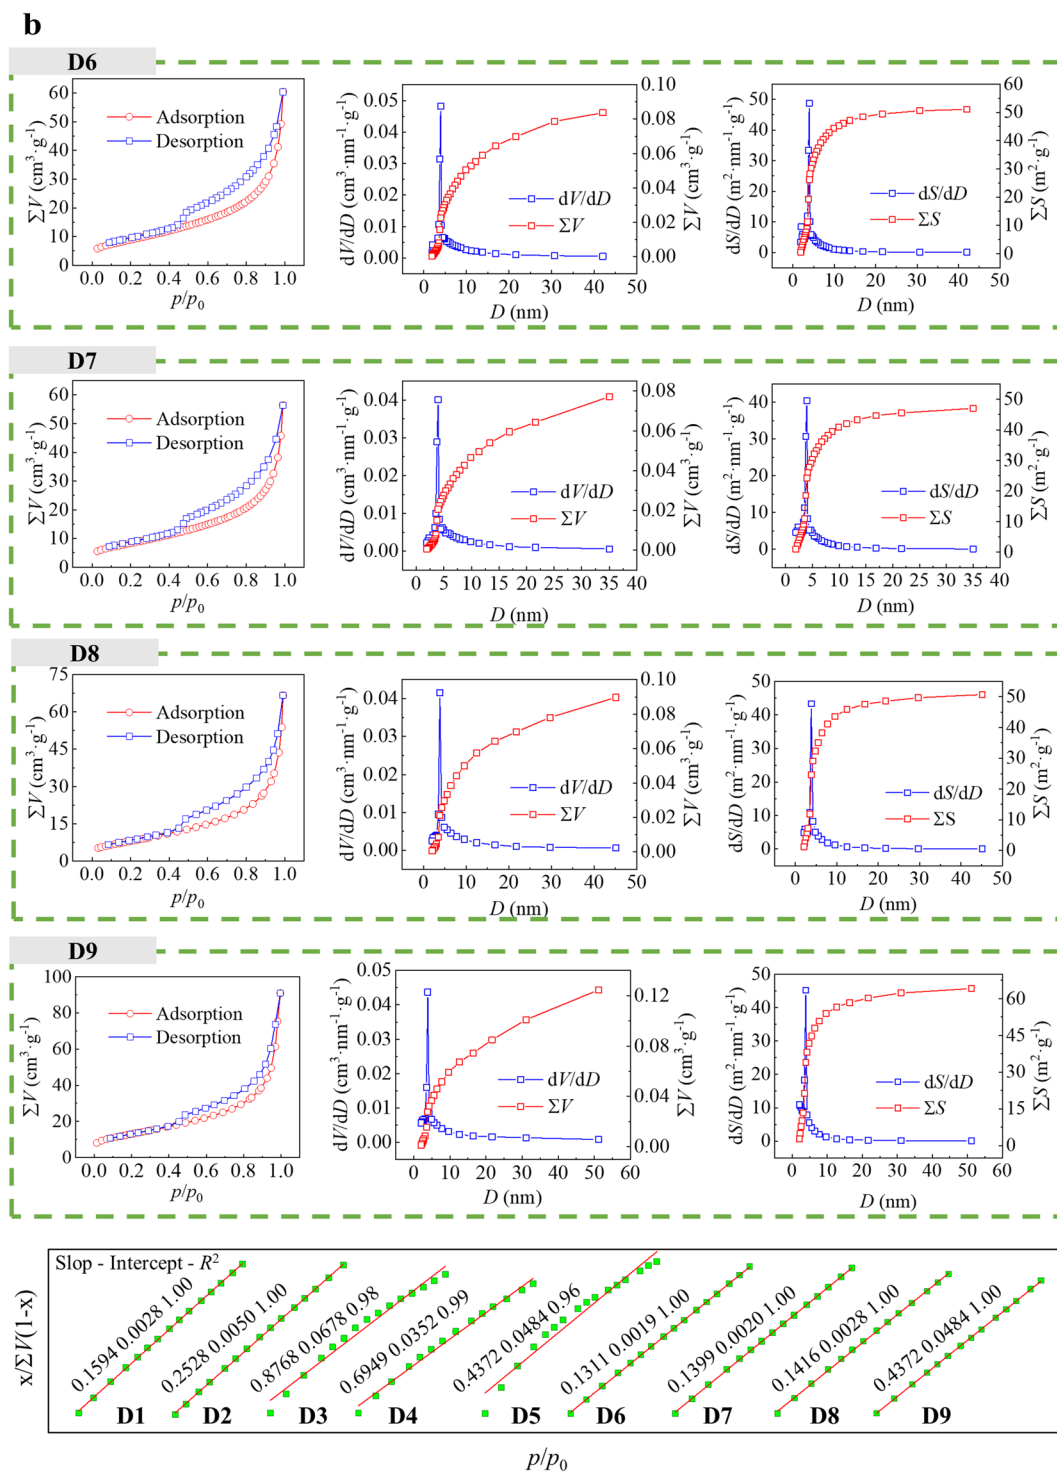 b
D6
Adsorption
Desorption
ΣV (cm³·g⁻¹)
60
50
40
30
20
10
0
0.0 0.2 0.4 0.6 0.8 1.0
p/p₀
dV/dD (cm³·nm⁻¹·g⁻¹)
0.05
0.04
0.03
0.02
0.01
0.00
dV/dD
ΣV
0.10
0.08
0.06
0.04
0.02
0.00
ΣV (cm³·g⁻¹)
0 10 20 30 40 50
D (nm)
dS/dD (m²·nm⁻¹·g⁻¹)
50
40
30
20
10
0
dS/dD
ΣS
60
50
40
30
20
10
0
ΣS (m²·g⁻¹)
0 10 20 30 40 50
D (nm)
D7
Adsorption
Desorption
ΣV (cm³·g⁻¹)
60
50
40
30
20
10
0
0.0 0.2 0.4 0.6 0.8 1.0
p/p₀
dV/dD (cm³·nm⁻¹·g⁻¹)
0.04
0.03
0.02
0.01
0.00
dV/dD
ΣV
0.08
0.06
0.04
0.02
0.00
ΣV (cm³·g⁻¹)
0 5 10 15 20 25 30 35 40
D (nm)
dS/dD (m²·nm⁻¹·g⁻¹)
40
30
20
10
0
dS/dD
ΣS
50
40
30
20
10
0
ΣS (m²·g⁻¹)
0 5 10 15 20 25 30 35 40
D (nm)
D8
Adsorption
Desorption
ΣV (cm³·g⁻¹)
75
60
45
30
15
0
0.0 0.2 0.4 0.6 0.8 1.0
p/p₀
dV/dD (cm³·nm⁻¹·g⁻¹)
0.04
0.03
0.02
0.01
0.00
dV/dD
ΣV
0.10
0.08
0.06
0.04
0.02
0.00
ΣV (cm³·g⁻¹)
0 10 20 30 40 50
D (nm)
dS/dD (m²·nm⁻¹·g⁻¹)
50
40
30
20
10
0
dS/dD
ΣS
50
40
30
20
10
0
ΣS (m²·g⁻¹)
0 10 20 30 40 50
D (nm)
D9
Adsorption
Desorption
ΣV (cm³·g⁻¹)
100
80
60
40
20
0
0.0 0.2 0.4 0.6 0.8 1.0
p/p₀
dV/dD (cm³·nm⁻¹·g⁻¹)
0.05
0.04
0.03
0.02
0.01
0.00
dV/dD
ΣV
0.12
0.08
0.04
0.00
ΣV (cm³·g⁻¹)
0 10 20 30 40 50 60
D (nm)
dS/dD (m²·nm⁻¹·g⁻¹)
50
40
30
20
10
0
dS/dD
ΣS
60
45
30
15
0
ΣS (m²·g⁻¹)
0 10 20 30 40 50 60
D (nm)
Slop - Intercept - R²
x/ΣV(1-x)
0.1594 0.0028 1.00
0.2528 0.0050 1.00
0.8768 0.0678 0.98
0.6949 0.0352 0.99
0.4372 0.0484 0.96
0.1311 0.0019 1.00
0.1399 0.0020 1.00
0.1416 0.0028 1.00
0.4372 0.0484 1.00
D1 D2 D3 D4 D5 D6 D7 D8 D9
p/p₀